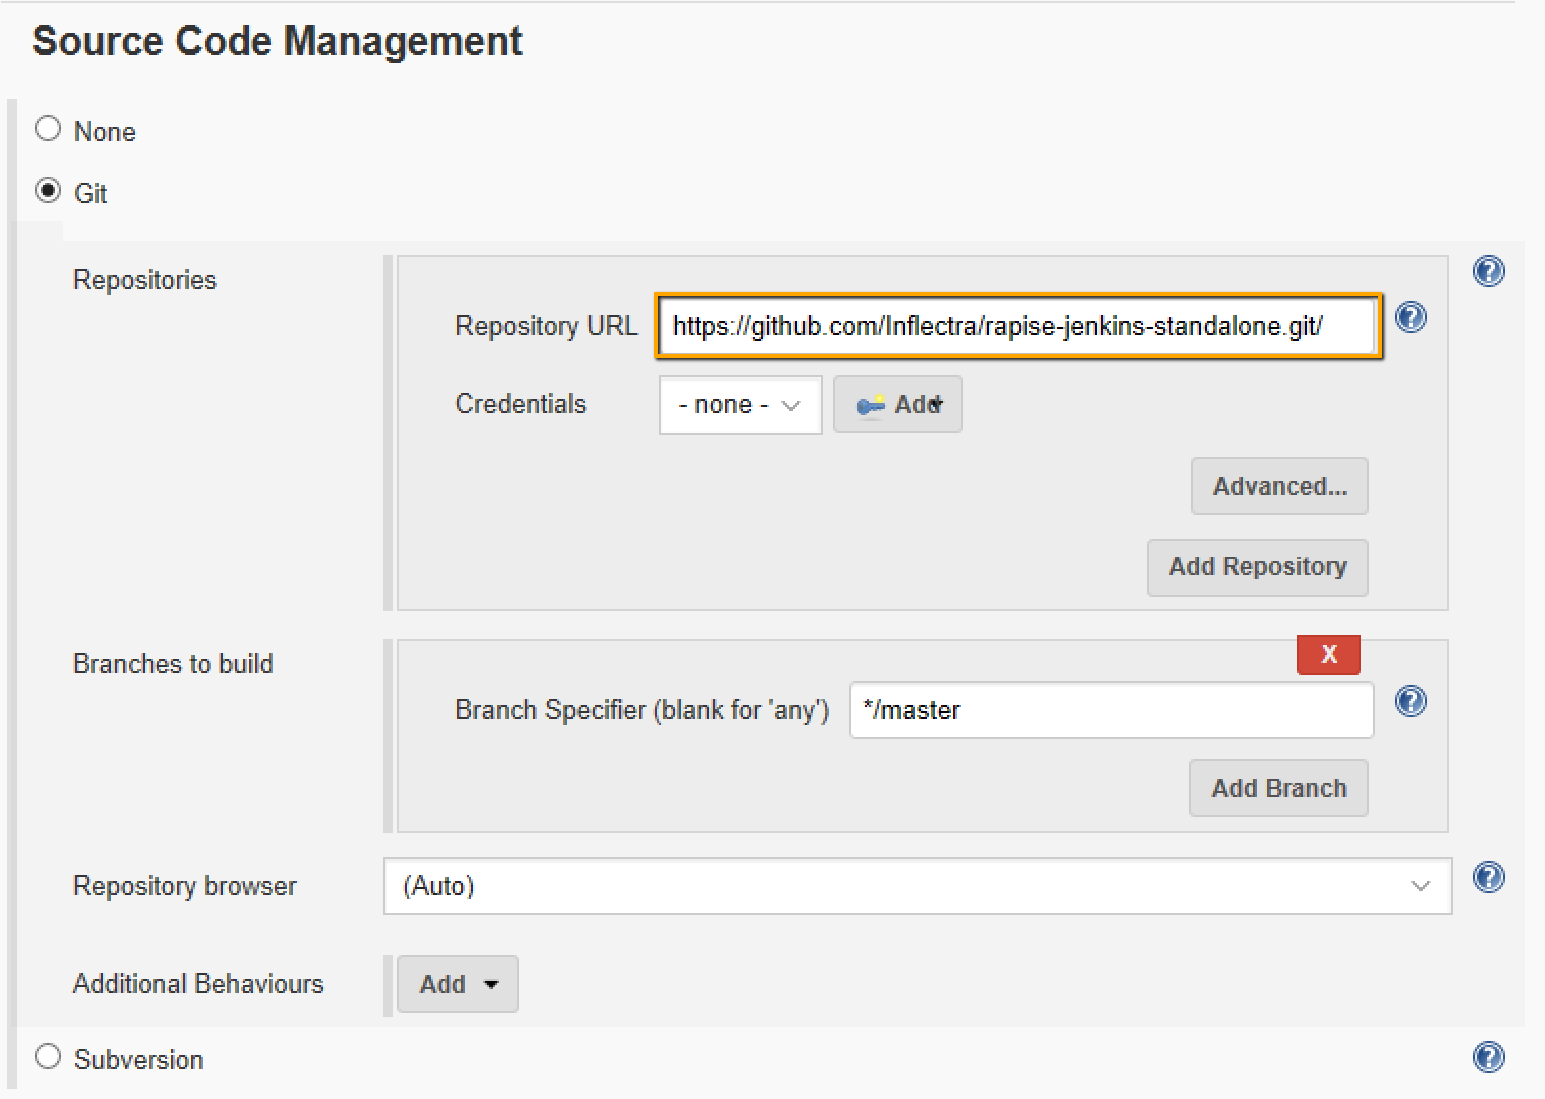 Source Code Management
None
Git
Repositories
Repository URL https://github.com/Inflectra/rapise-jenkins-standalone.git/
Credentials - none - Add
Advanced...
Add Repository
Branches to build
X
Branch Specifier (blank for 'any') */master
Add Branch
Repository browser (Auto)
Additional Behaviours Add
Subversion